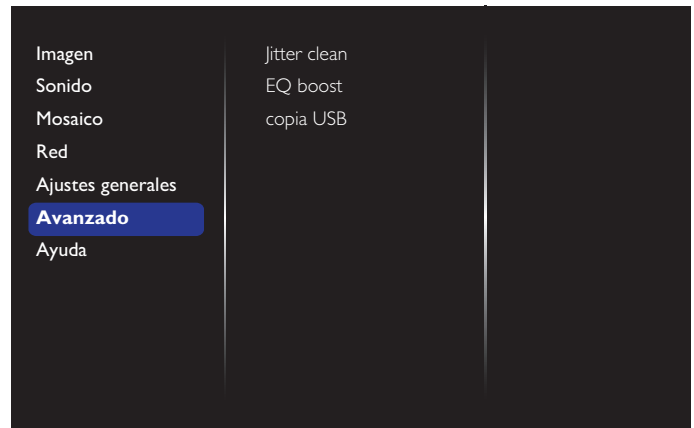 Imagen
Sonido
Mosaico
Red
Ajustes generales
Avanzado
Ayuda
Jitter clean
EQ boost
copia USB